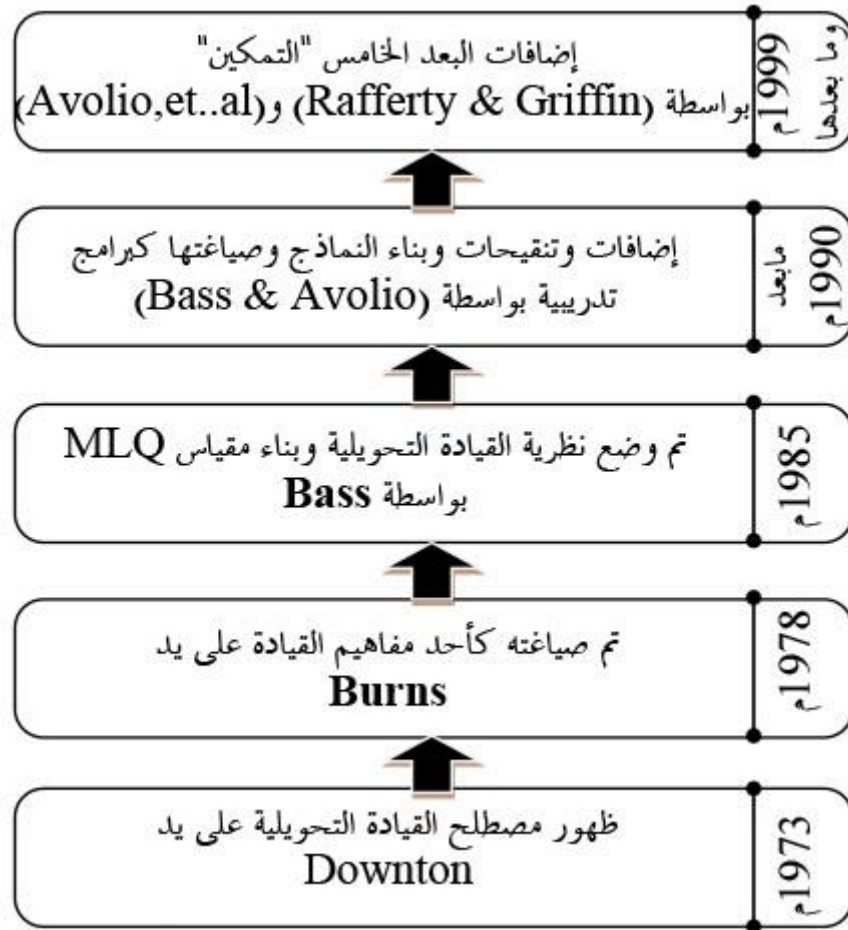 إضافات البعد الخامس "التمكين"
بواسطة (Rafferty & Griffin) و(Avolio,et..al)
1999م
وما بعدها
إضافات وتنقيحات وبناء النماذج وصياغتها كبرامج
تدريبية بواسطة (Bass & Avolio)
مابعد
1990م
تم وضع نظرية القيادة التحويلية وبناء مقياس MLQ
بواسطة Bass
1985م
تم صياغته كأحد مفاهيم القيادة على يد
Burns
1978م
ظهور مصطلح القيادة التحويلية على يد
Downton
1973م